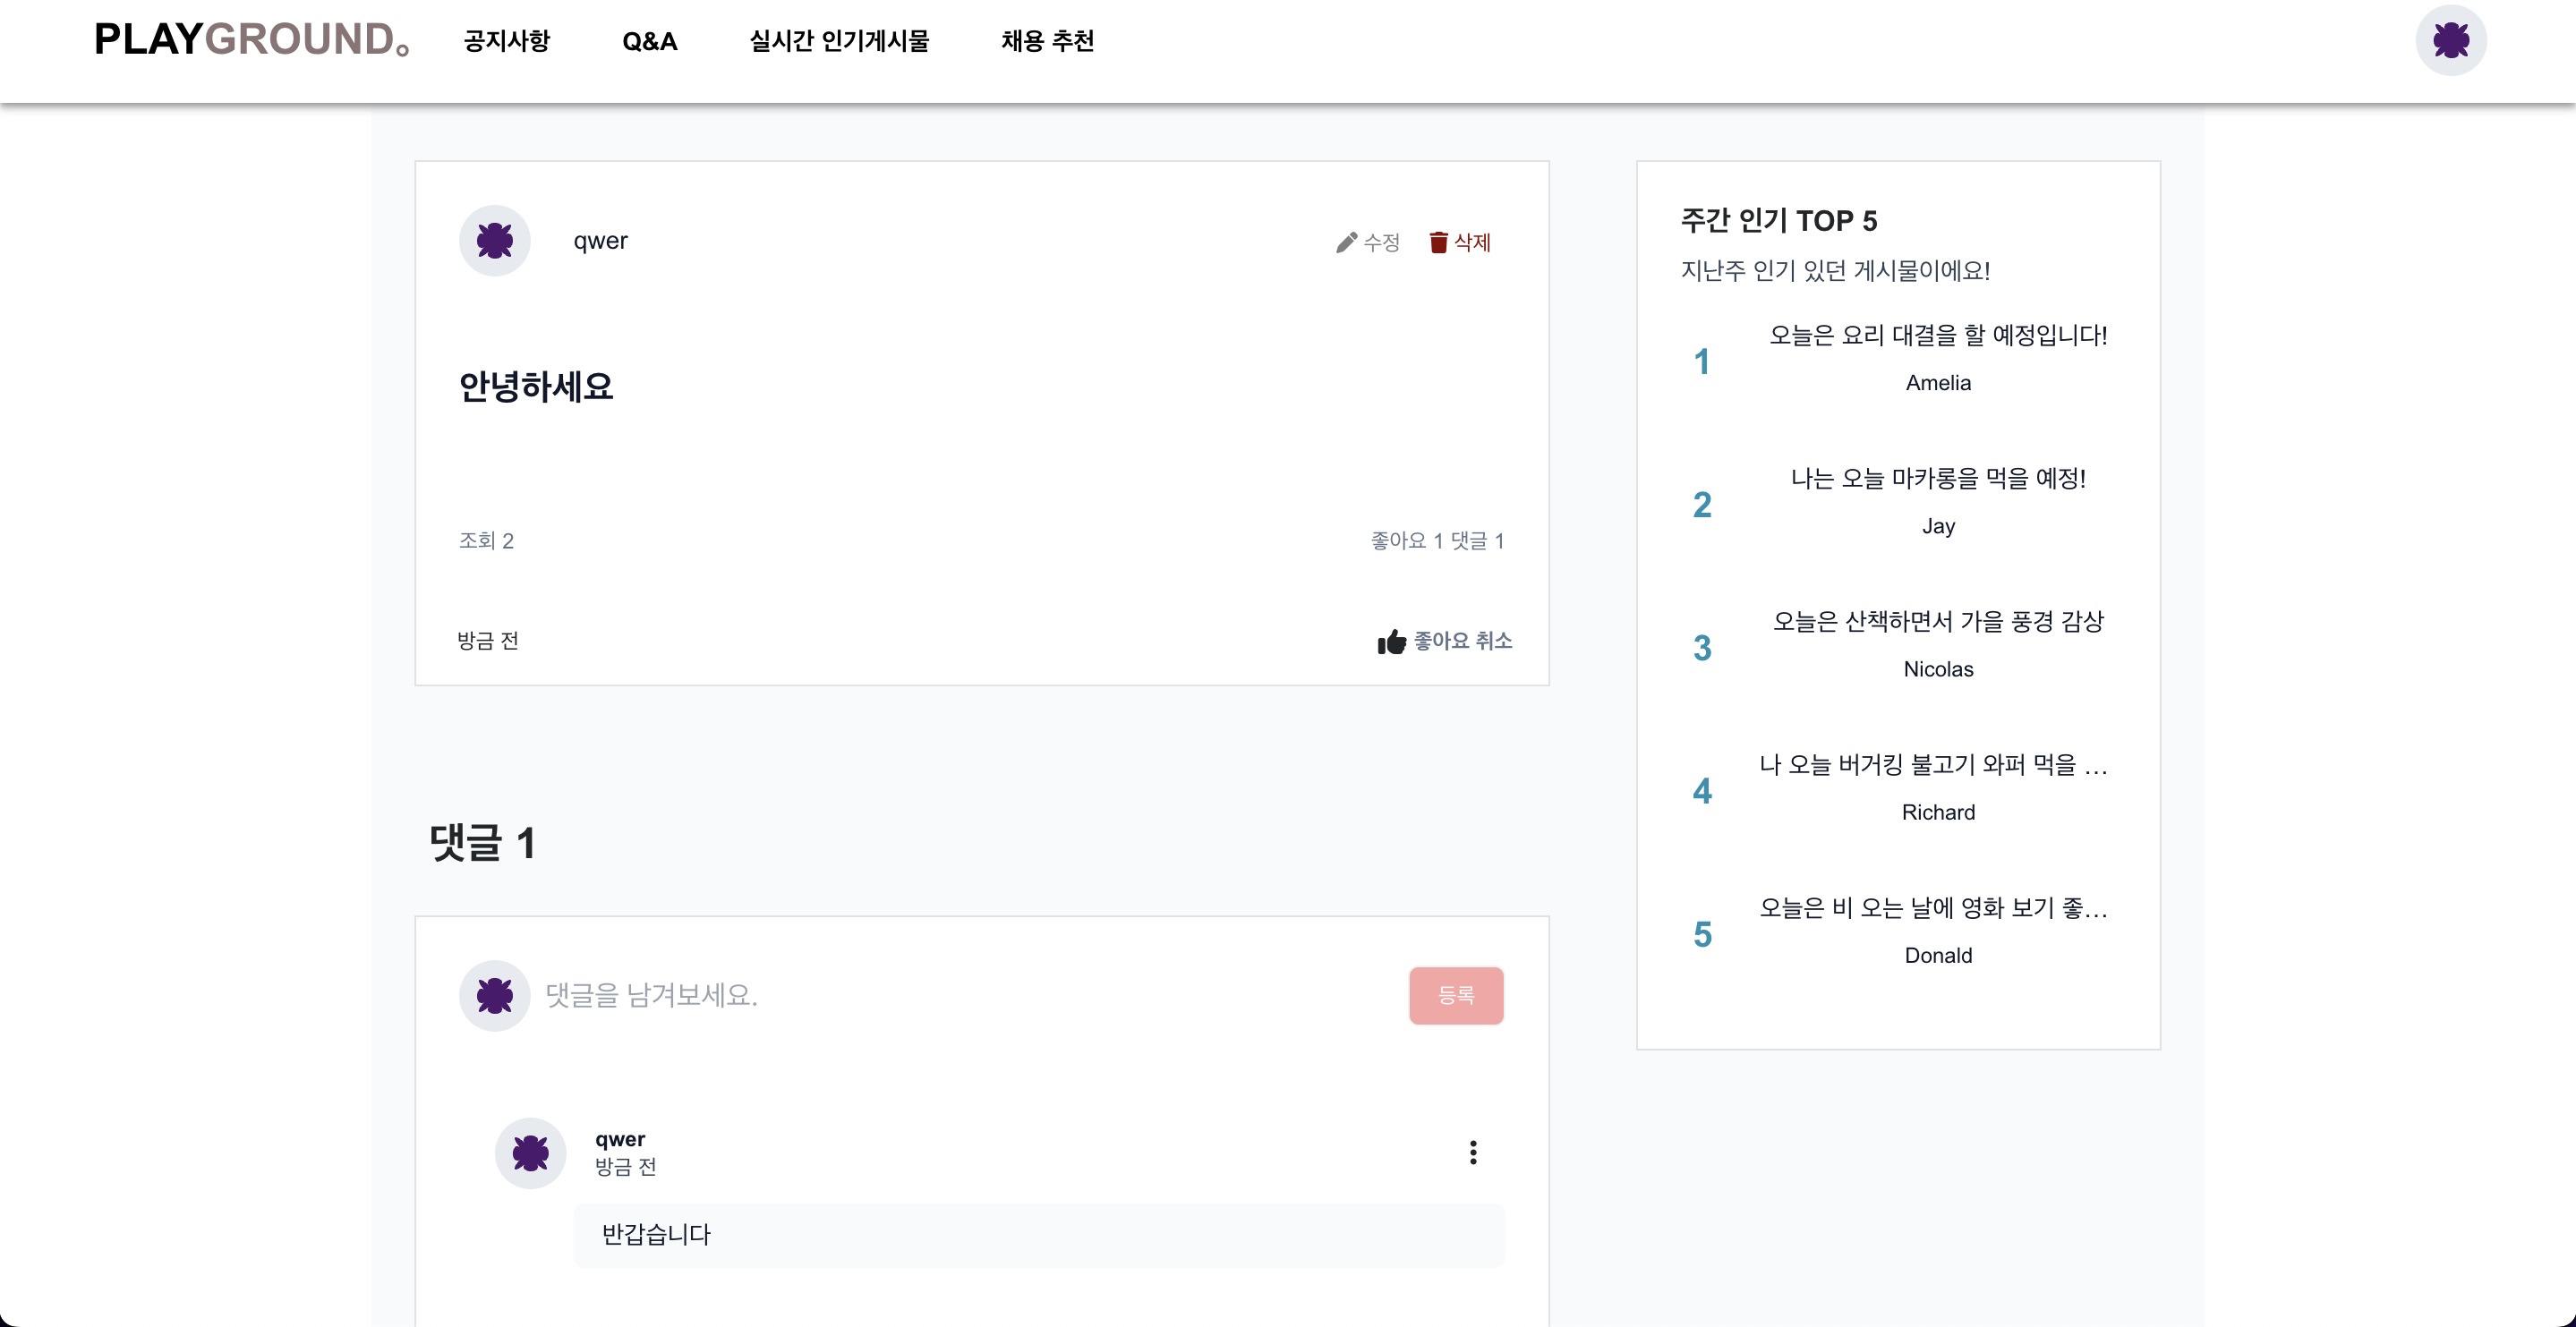 PLAYGROUND。 공지사항 Q&A 실시간 인기게시물 채용 추천
qwer 수정 삭제
안녕하세요
조회 2 좋아요 1 댓글 1
방금 전 좋아요 취소
댓글 1
댓글을 남겨보세요. 등록
qwer
방금 전
반갑습니다
주간 인기 TOP 5
지난주 인기 있던 게시물이에요!
1 오늘은 요리 대결을 할 예정입니다!
Amelia
2 나는 오늘 마카롱을 먹을 예정!
Jay
3 오늘은 산책하면서 가을 풍경 감상
Nicolas
4 나 오늘 버거킹 불고기 와퍼 먹을 ...
Richard
5 오늘은 비 오는 날에 영화 보기 좋...
Donald